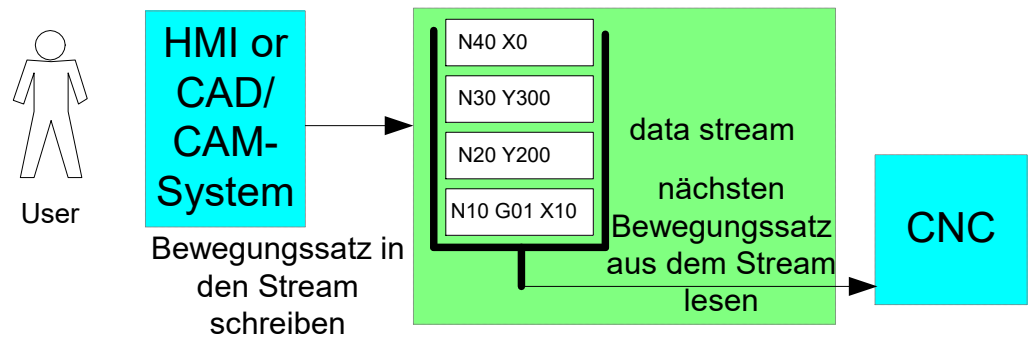 User
HMI or
CAD/
CAM-
System
Bewegungssatz in
den Stream
schreiben
N40 X0
N30 Y300
N20 Y200
N10 G01 X10
data stream
nächsten
Bewegungssatz
aus dem Stream
lesen
CNC